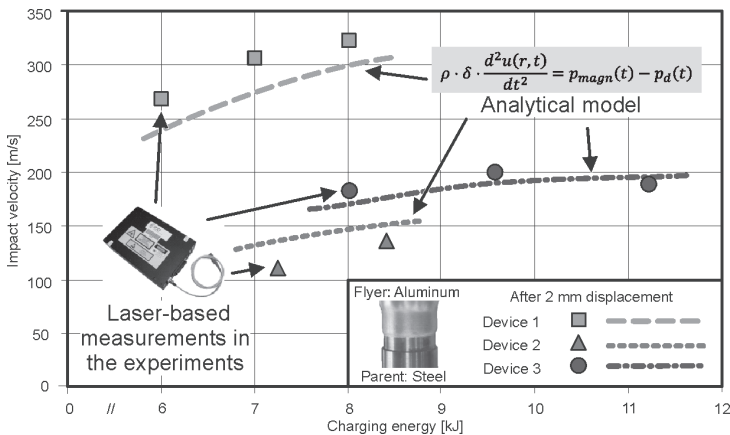 350
300
250
200
150
100
50
0
Impact velocity [m/s]
ρ · δ · d²u(r,t)/dt² = p_magn(t) − p_d(t)
Analytical model
Laser-based
measurements in
the experiments
Flyer: Aluminum
Parent: Steel
After 2 mm displacement
Device 1
Device 2
Device 3
0 // 6 7 8 9 10 11 12
Charging energy [kJ]